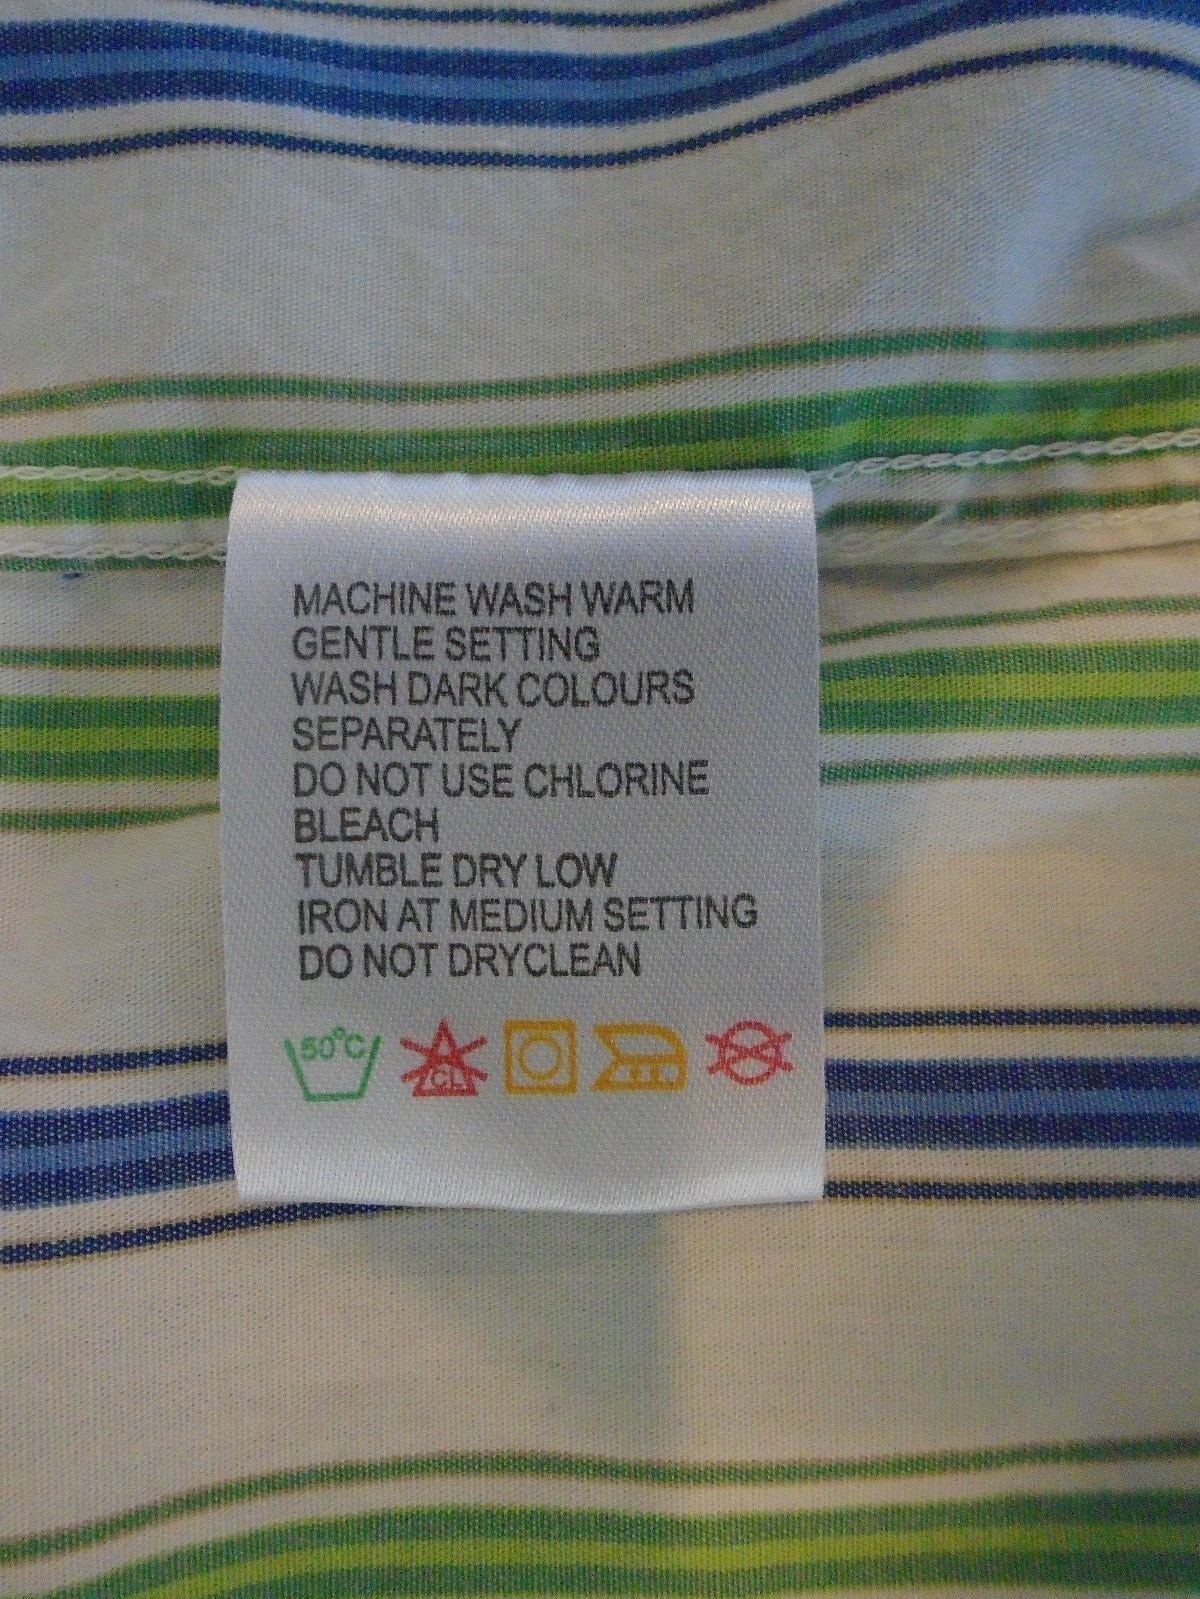 MACHINE WASH WARM
GENTLE SETTING
WASH DARK COLOURS
SEPARATELY
DO NOT USE CHLORINE
BLEACH
TUMBLE DRY LOW
IRON AT MEDIUM SETTING
DO NOT DRYCLEAN
50°C CL